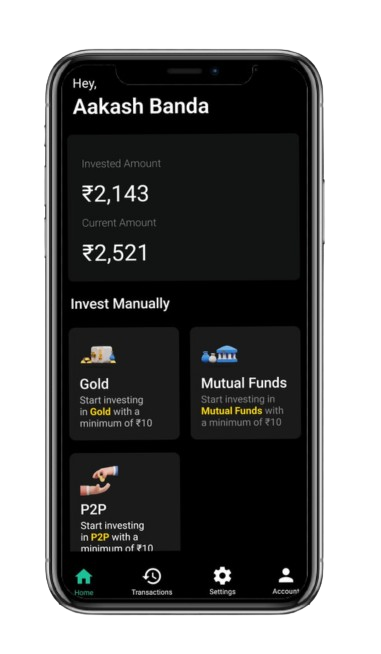 Hey,
Aakash Banda
Invested Amount
₹2,143
Current Amount
₹2,521
Invest Manually
Gold
Start investing
in Gold with a
minimum of ₹10
Mutual Funds
Start investing in
Mutual Funds with
a minimum of ₹10
P2P
Start investing
in P2P with a
minimum of ₹10
Home
Transactions
Settings
Account